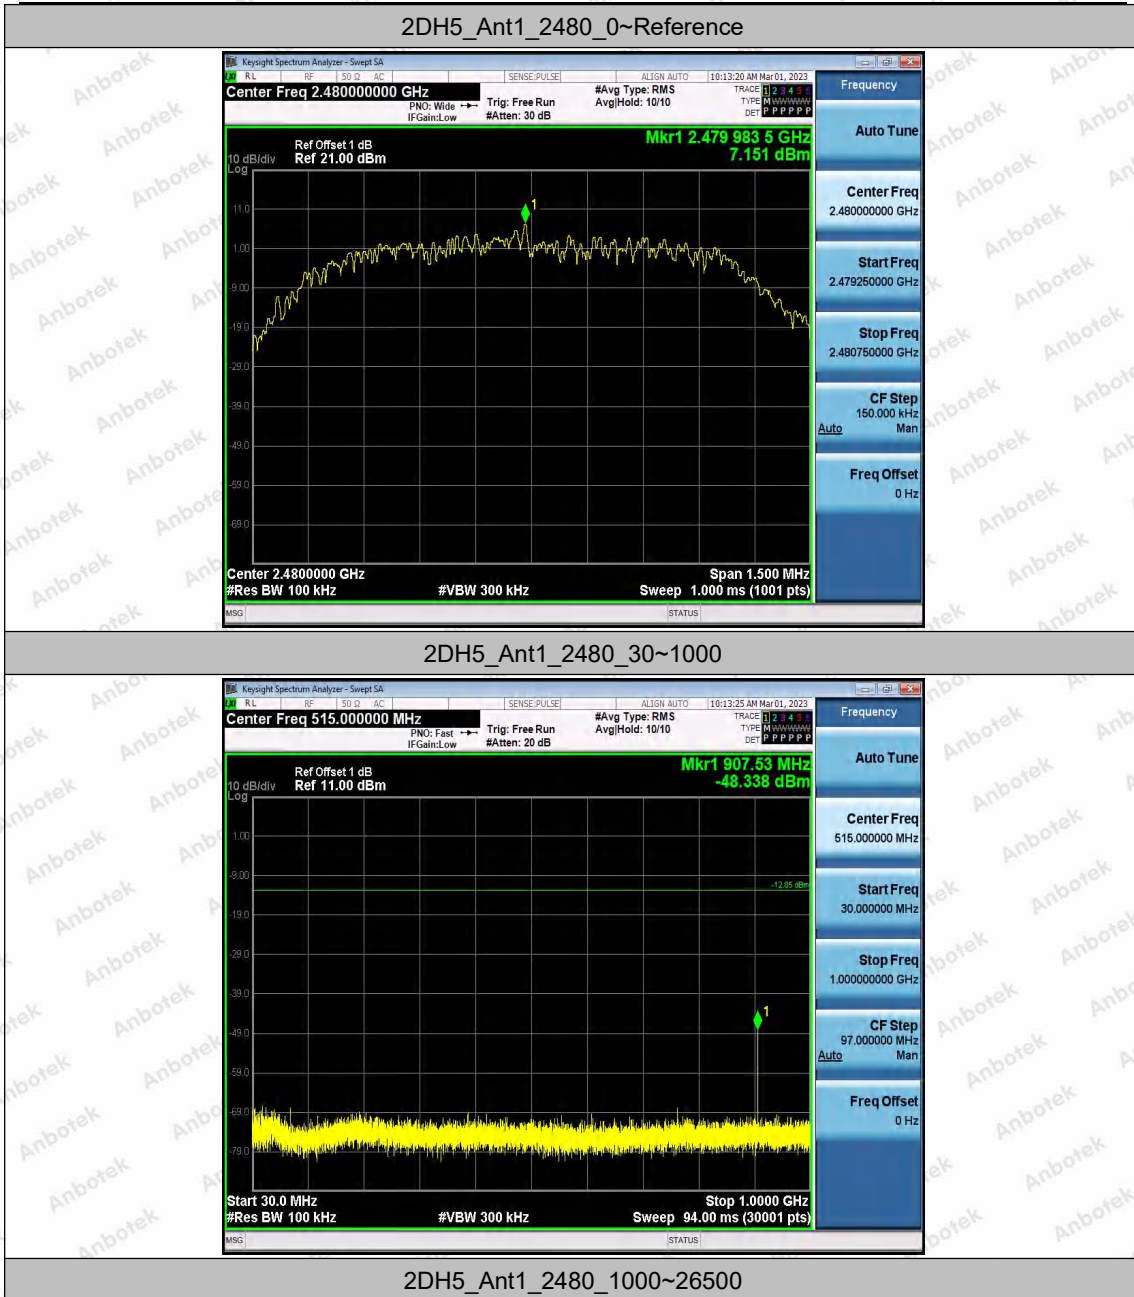 2DH5_Ant1_2480_0~Reference
Keysight Spectrum Analyzer - Swept SA
LXI RL RF 50 Ω AC SENSE:PULSE ALIGN AUTO 10:13:20 AM Mar 01, 2023
Center Freq 2.480000000 GHz
PNO: Wide
IFGain:Low
Trig: Free Run
#Atten: 30 dB
#Avg Type: RMS
Avg|Hold: 10/10
TRACE 1 2 3 4 5 6
TYPE M W W W W W
DET P P P P P P
Mkr1 2.479 983 5 GHz
7.151 dBm
Ref Offset 1 dB
10 dB/div Ref 21.00 dBm
Log
1
11.0
1.00
-9.00
-19.0
-29.0
-39.0
-49.0
-59.0
-69.0
Center 2.4800000 GHz Span 1.500 MHz
#Res BW 100 kHz #VBW 300 kHz Sweep 1.000 ms (1001 pts)
MSG STATUS
Frequency
Auto Tune
Center Freq
2.480000000 GHz
Start Freq
2.479250000 GHz
Stop Freq
2.480750000 GHz
CF Step
150.000 kHz
Auto Man
Freq Offset
0 Hz
2DH5_Ant1_2480_30~1000
Keysight Spectrum Analyzer - Swept SA
LXI RL RF 50 Ω AC SENSE:PULSE ALIGN AUTO 10:13:25 AM Mar 01, 2023
Center Freq 515.000000 MHz
PNO: Fast
IFGain:Low
Trig: Free Run
#Atten: 20 dB
#Avg Type: RMS
Avg|Hold: 10/10
TRACE 1 2 3 4 5 6
TYPE M W W W W W
DET P P P P P P
Mkr1 907.53 MHz
-48.338 dBm
Ref Offset 1 dB
10 dB/div Ref 11.00 dBm
Log
1.00
-9.00
-12.85 dBm
-19.0
-29.0
-39.0
1
-49.0
-59.0
-69.0
-79.0
Start 30.0 MHz Stop 1.0000 GHz
#Res BW 100 kHz #VBW 300 kHz Sweep 94.00 ms (30001 pts)
MSG STATUS
Frequency
Auto Tune
Center Freq
515.000000 MHz
Start Freq
30.000000 MHz
Stop Freq
1.000000000 GHz
CF Step
97.000000 MHz
Auto Man
Freq Offset
0 Hz
2DH5_Ant1_2480_1000~26500
Anbotek